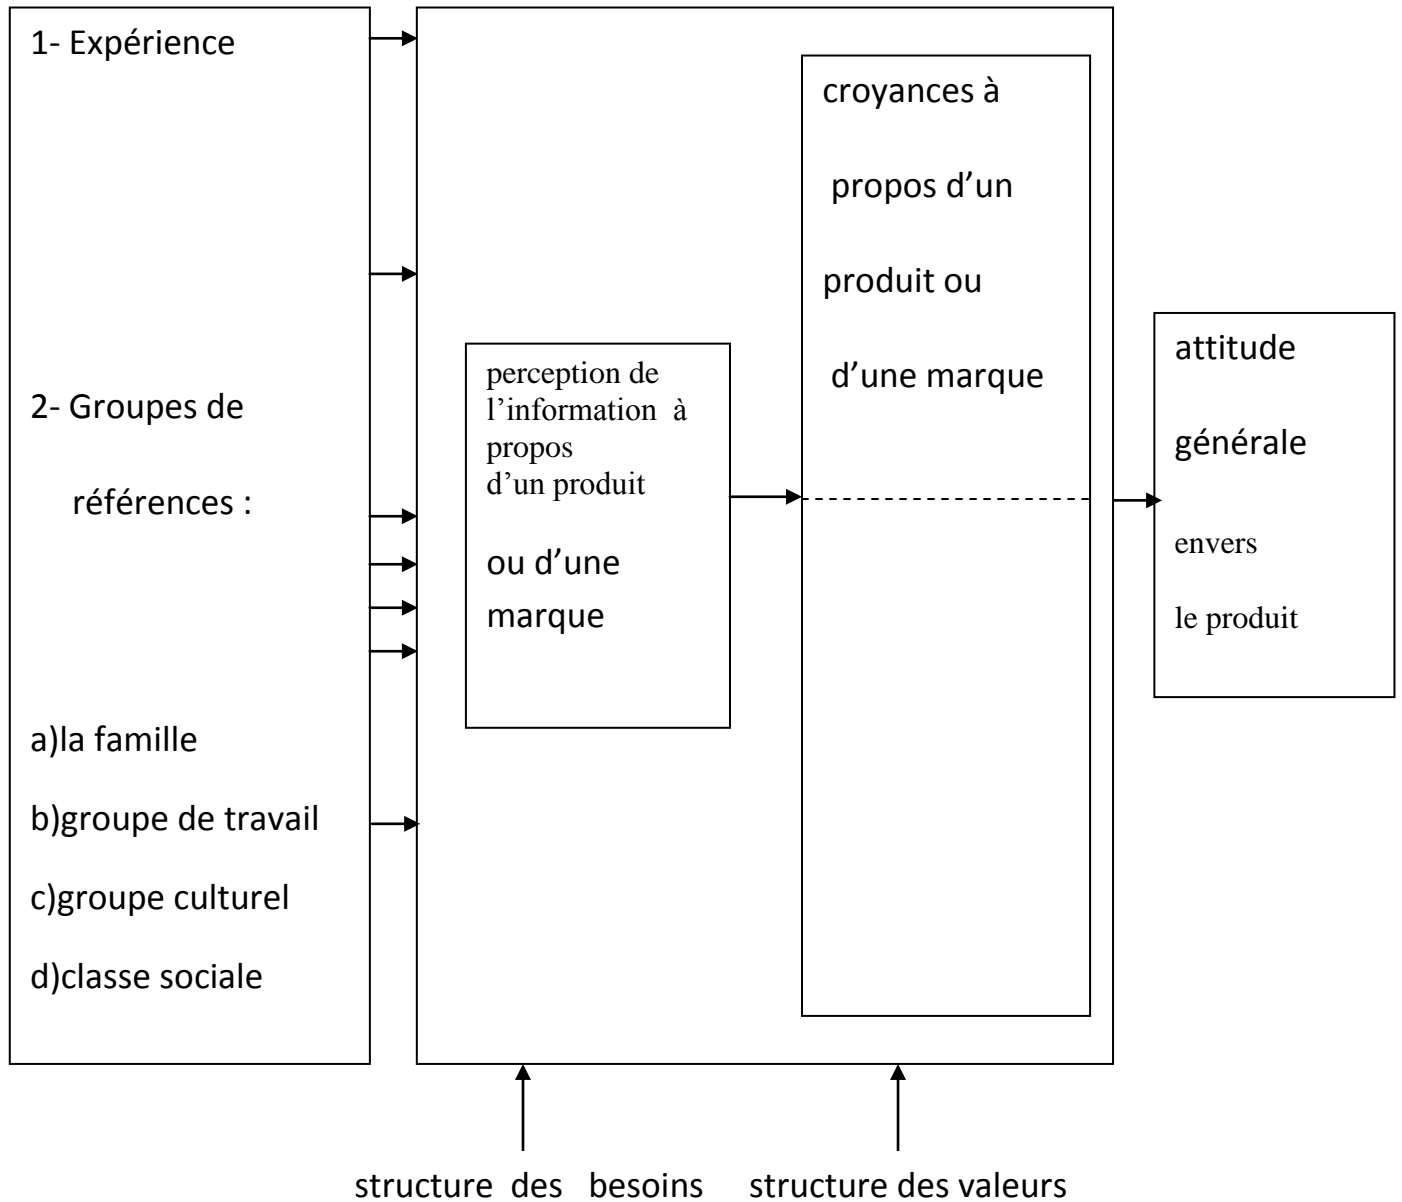 1- Expérience
2- Groupes de
références :
a)la famille
b)groupe de travail
c)groupe culturel
d)classe sociale
perception de
l’information à
propos
d’un produit
ou d’une
marque
croyances à
propos d’un
produit ou
d’une marque
attitude
générale
envers
le produit
structure des besoins
structure des valeurs